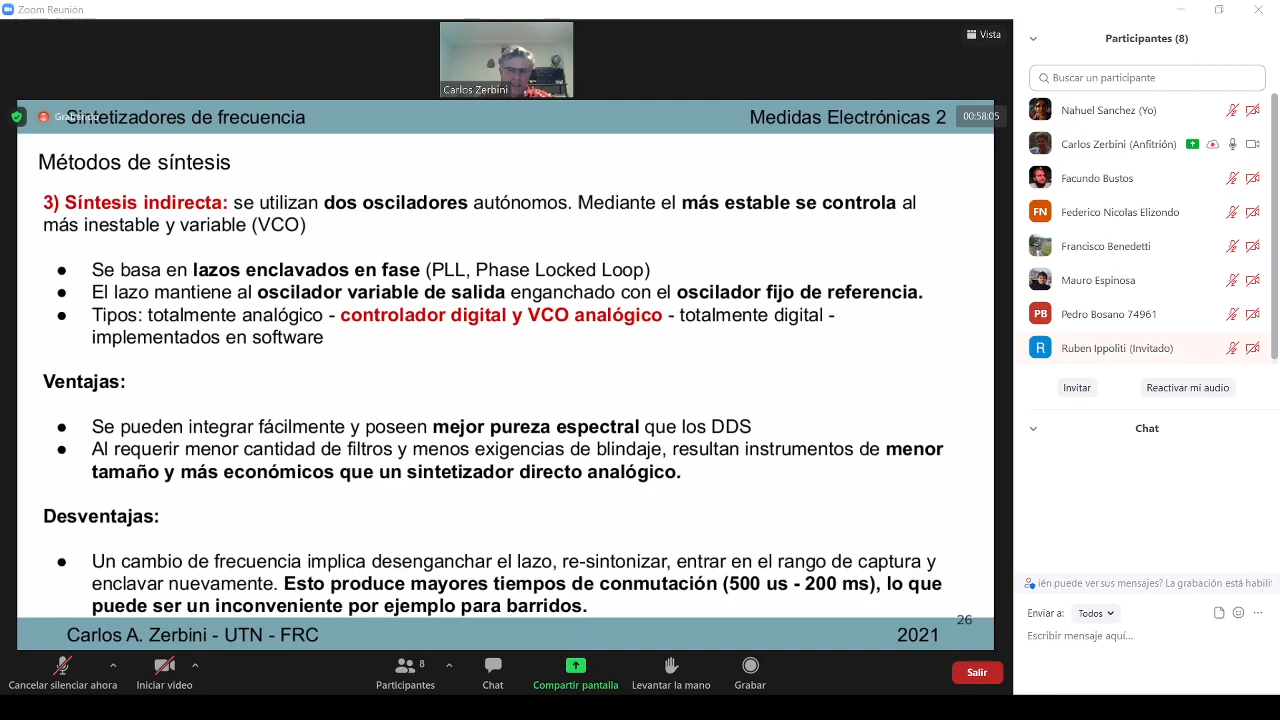 Zoom Reunión
Vista
Carlos Zerbini
Sintetizadores de frecuencia
Medidas Electrónicas 2
00:58:05
Métodos de síntesis
3) Síntesis indirecta: se utilizan dos osciladores autónomos. Mediante el más estable se controla al
más inestable y variable (VCO)
● Se basa en lazos enclavados en fase (PLL, Phase Locked Loop)
● El lazo mantiene al oscilador variable de salida enganchado con el oscilador fijo de referencia.
● Tipos: totalmente analógico - controlador digital y VCO analógico - totalmente digital -
implementados en software
Ventajas:
● Se pueden integrar fácilmente y poseen mejor pureza espectral que los DDS
● Al requerir menor cantidad de filtros y menos exigencias de blindaje, resultan instrumentos de menor
tamaño y más económicos que un sintetizador directo analógico.
Desventajas:
● Un cambio de frecuencia implica desenganchar el lazo, re-sintonizar, entrar en el rango de captura y
enclavar nuevamente. Esto produce mayores tiempos de conmutación (500 us - 200 ms), lo que
puede ser un inconveniente por ejemplo para barridos.
26
Carlos A. Zerbini - UTN - FRC
2021
Cancelar silenciar ahora
Iniciar video
8
Participantes
Chat
Compartir pantalla
Levantar la mano
Grabar
Salir
Participantes (8)
Buscar un participante
Nahuel Sanchez (Yo)
Carlos Zerbini (Anfitrión)
Facundo Bustos
FN Federico Nicolas Elizondo
Francisco Benedetti
Mauro Espinosa
PB Pedro Bosano 74961
R Ruben Ippoliti (Invitado)
Invitar
Reactivar mi audio
Chat
ién puede ver sus mensajes? La grabación está habilit
Enviar a: Todos
Escribir mensaje aquí...